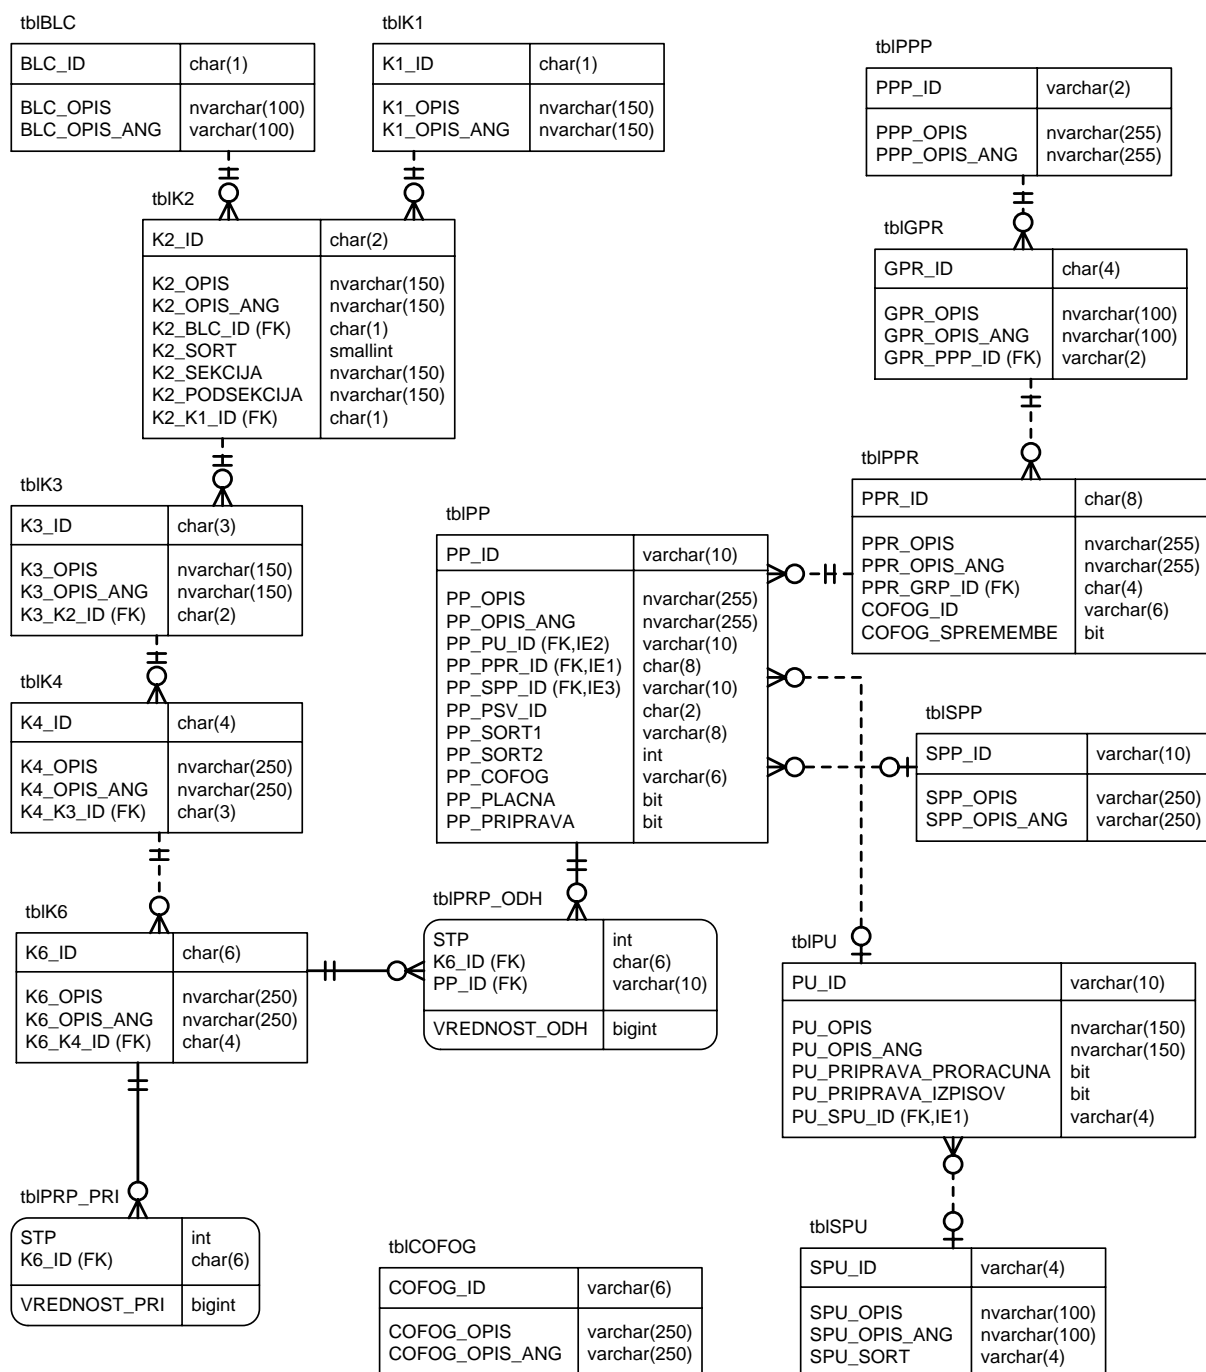 tblBLC
BLC_ID char(1)
BLC_OPIS nvarchar(100)
BLC_OPIS_ANG varchar(100)
tblK1
K1_ID char(1)
K1_OPIS nvarchar(150)
K1_OPIS_ANG nvarchar(150)
tblPPP
PPP_ID varchar(2)
PPP_OPIS nvarchar(255)
PPP_OPIS_ANG nvarchar(255)
tblK2
K2_ID char(2)
K2_OPIS nvarchar(150)
K2_OPIS_ANG nvarchar(150)
K2_BLC_ID (FK) char(1)
K2_SORT smallint
K2_SEKCIJA nvarchar(150)
K2_PODSEKCIJA nvarchar(150)
K2_K1_ID (FK) char(1)
tblGPR
GPR_ID char(4)
GPR_OPIS nvarchar(100)
GPR_OPIS_ANG nvarchar(100)
GPR_PPP_ID (FK) varchar(2)
tblK3
K3_ID char(3)
K3_OPIS nvarchar(150)
K3_OPIS_ANG nvarchar(150)
K3_K2_ID (FK) char(2)
tblPP
PP_ID varchar(10)
PP_OPIS nvarchar(255)
PP_OPIS_ANG nvarchar(255)
PP_PU_ID (FK,IE2) varchar(10)
PP_PPR_ID (FK,IE1) char(8)
PP_SPP_ID (FK,IE3) varchar(10)
PP_PSV_ID char(2)
PP_SORT1 varchar(8)
PP_SORT2 int
PP_COFOG varchar(6)
PP_PLACNA bit
PP_PRIPRAVA bit
tblPPR
PPR_ID char(8)
PPR_OPIS nvarchar(255)
PPR_OPIS_ANG nvarchar(255)
PPR_GRP_ID (FK) char(4)
COFOG_ID varchar(6)
COFOG_SPREMEMBE bit
tblK4
K4_ID char(4)
K4_OPIS nvarchar(250)
K4_OPIS_ANG nvarchar(250)
K4_K3_ID (FK) char(3)
tblSPP
SPP_ID varchar(10)
SPP_OPIS varchar(250)
SPP_OPIS_ANG varchar(250)
tblK6
K6_ID char(6)
K6_OPIS nvarchar(250)
K6_OPIS_ANG nvarchar(250)
K6_K4_ID (FK) char(4)
tblPRP_ODH
STP int
K6_ID (FK) char(6)
PP_ID (FK) varchar(10)
VREDNOST_ODH bigint
tblPU
PU_ID varchar(10)
PU_OPIS nvarchar(150)
PU_OPIS_ANG nvarchar(150)
PU_PRIPRAVA_PRORACUNA bit
PU_PRIPRAVA_IZPISOV bit
PU_SPU_ID (FK,IE1) varchar(4)
tblPRP_PRI
STP int
K6_ID (FK) char(6)
VREDNOST_PRI bigint
tblCOFOG
COFOG_ID varchar(6)
COFOG_OPIS varchar(250)
COFOG_OPIS_ANG varchar(250)
tblSPU
SPU_ID varchar(4)
SPU_OPIS nvarchar(100)
SPU_OPIS_ANG nvarchar(100)
SPU_SORT varchar(4)